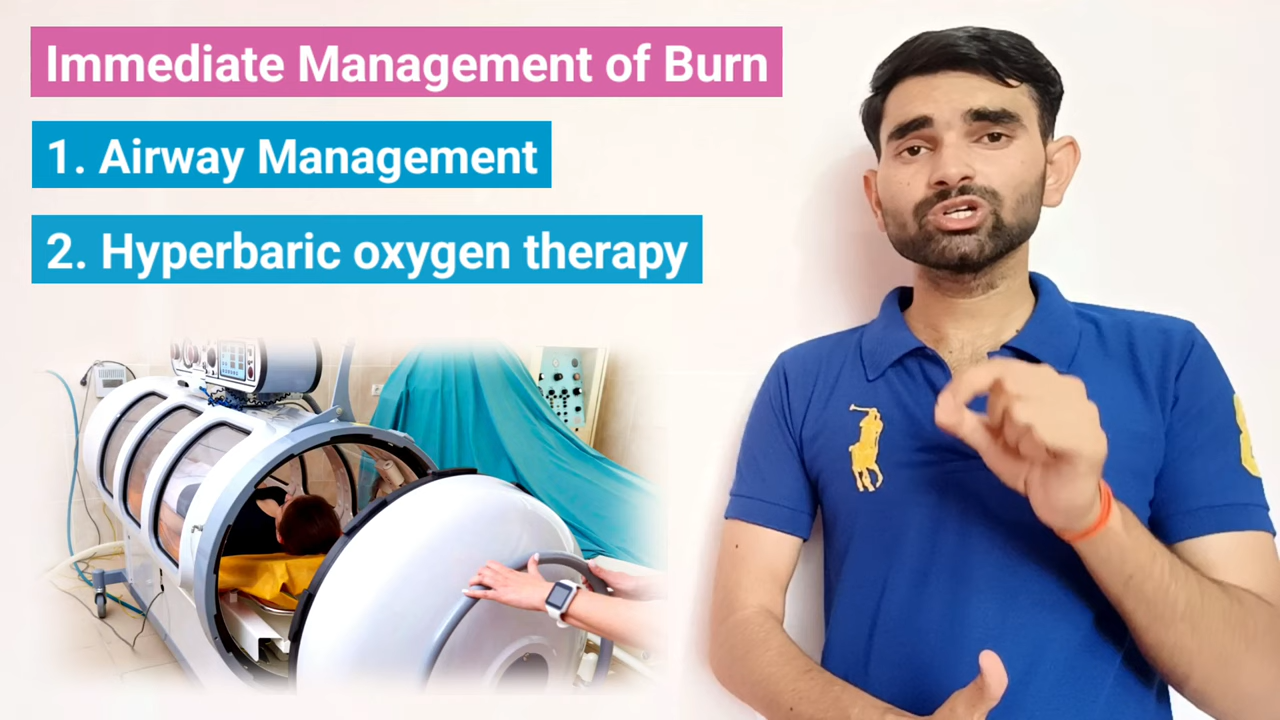 Immediate Management of Burn
1. Airway Management
2. Hyperbaric oxygen therapy